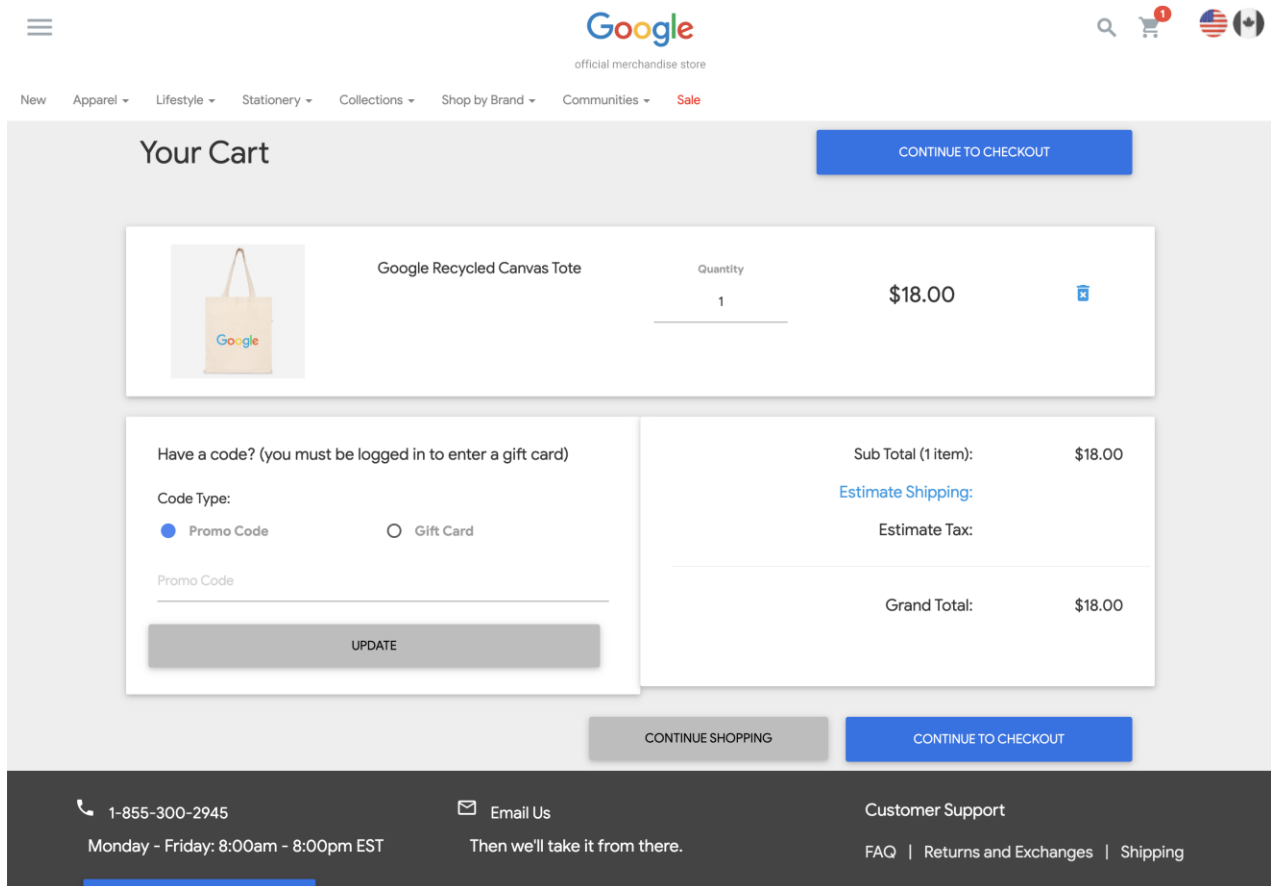 Google
1
official merchandise store
New Apparel Lifestyle Stationery Collections Shop by Brand Communities Sale
Your Cart
CONTINUE TO CHECKOUT
Google Recycled Canvas Tote
Quantity
1
$18.00
Google
Have a code? (you must be logged in to enter a gift card)
Code Type:
Promo Code Gift Card
Promo Code
UPDATE
Sub Total (1 item): $18.00
Estimate Shipping:
Estimate Tax:
Grand Total: $18.00
CONTINUE SHOPPING
CONTINUE TO CHECKOUT
1-855-300-2945
Monday - Friday: 8:00am - 8:00pm EST
Email Us
Then we'll take it from there.
Customer Support
FAQ | Returns and Exchanges | Shipping